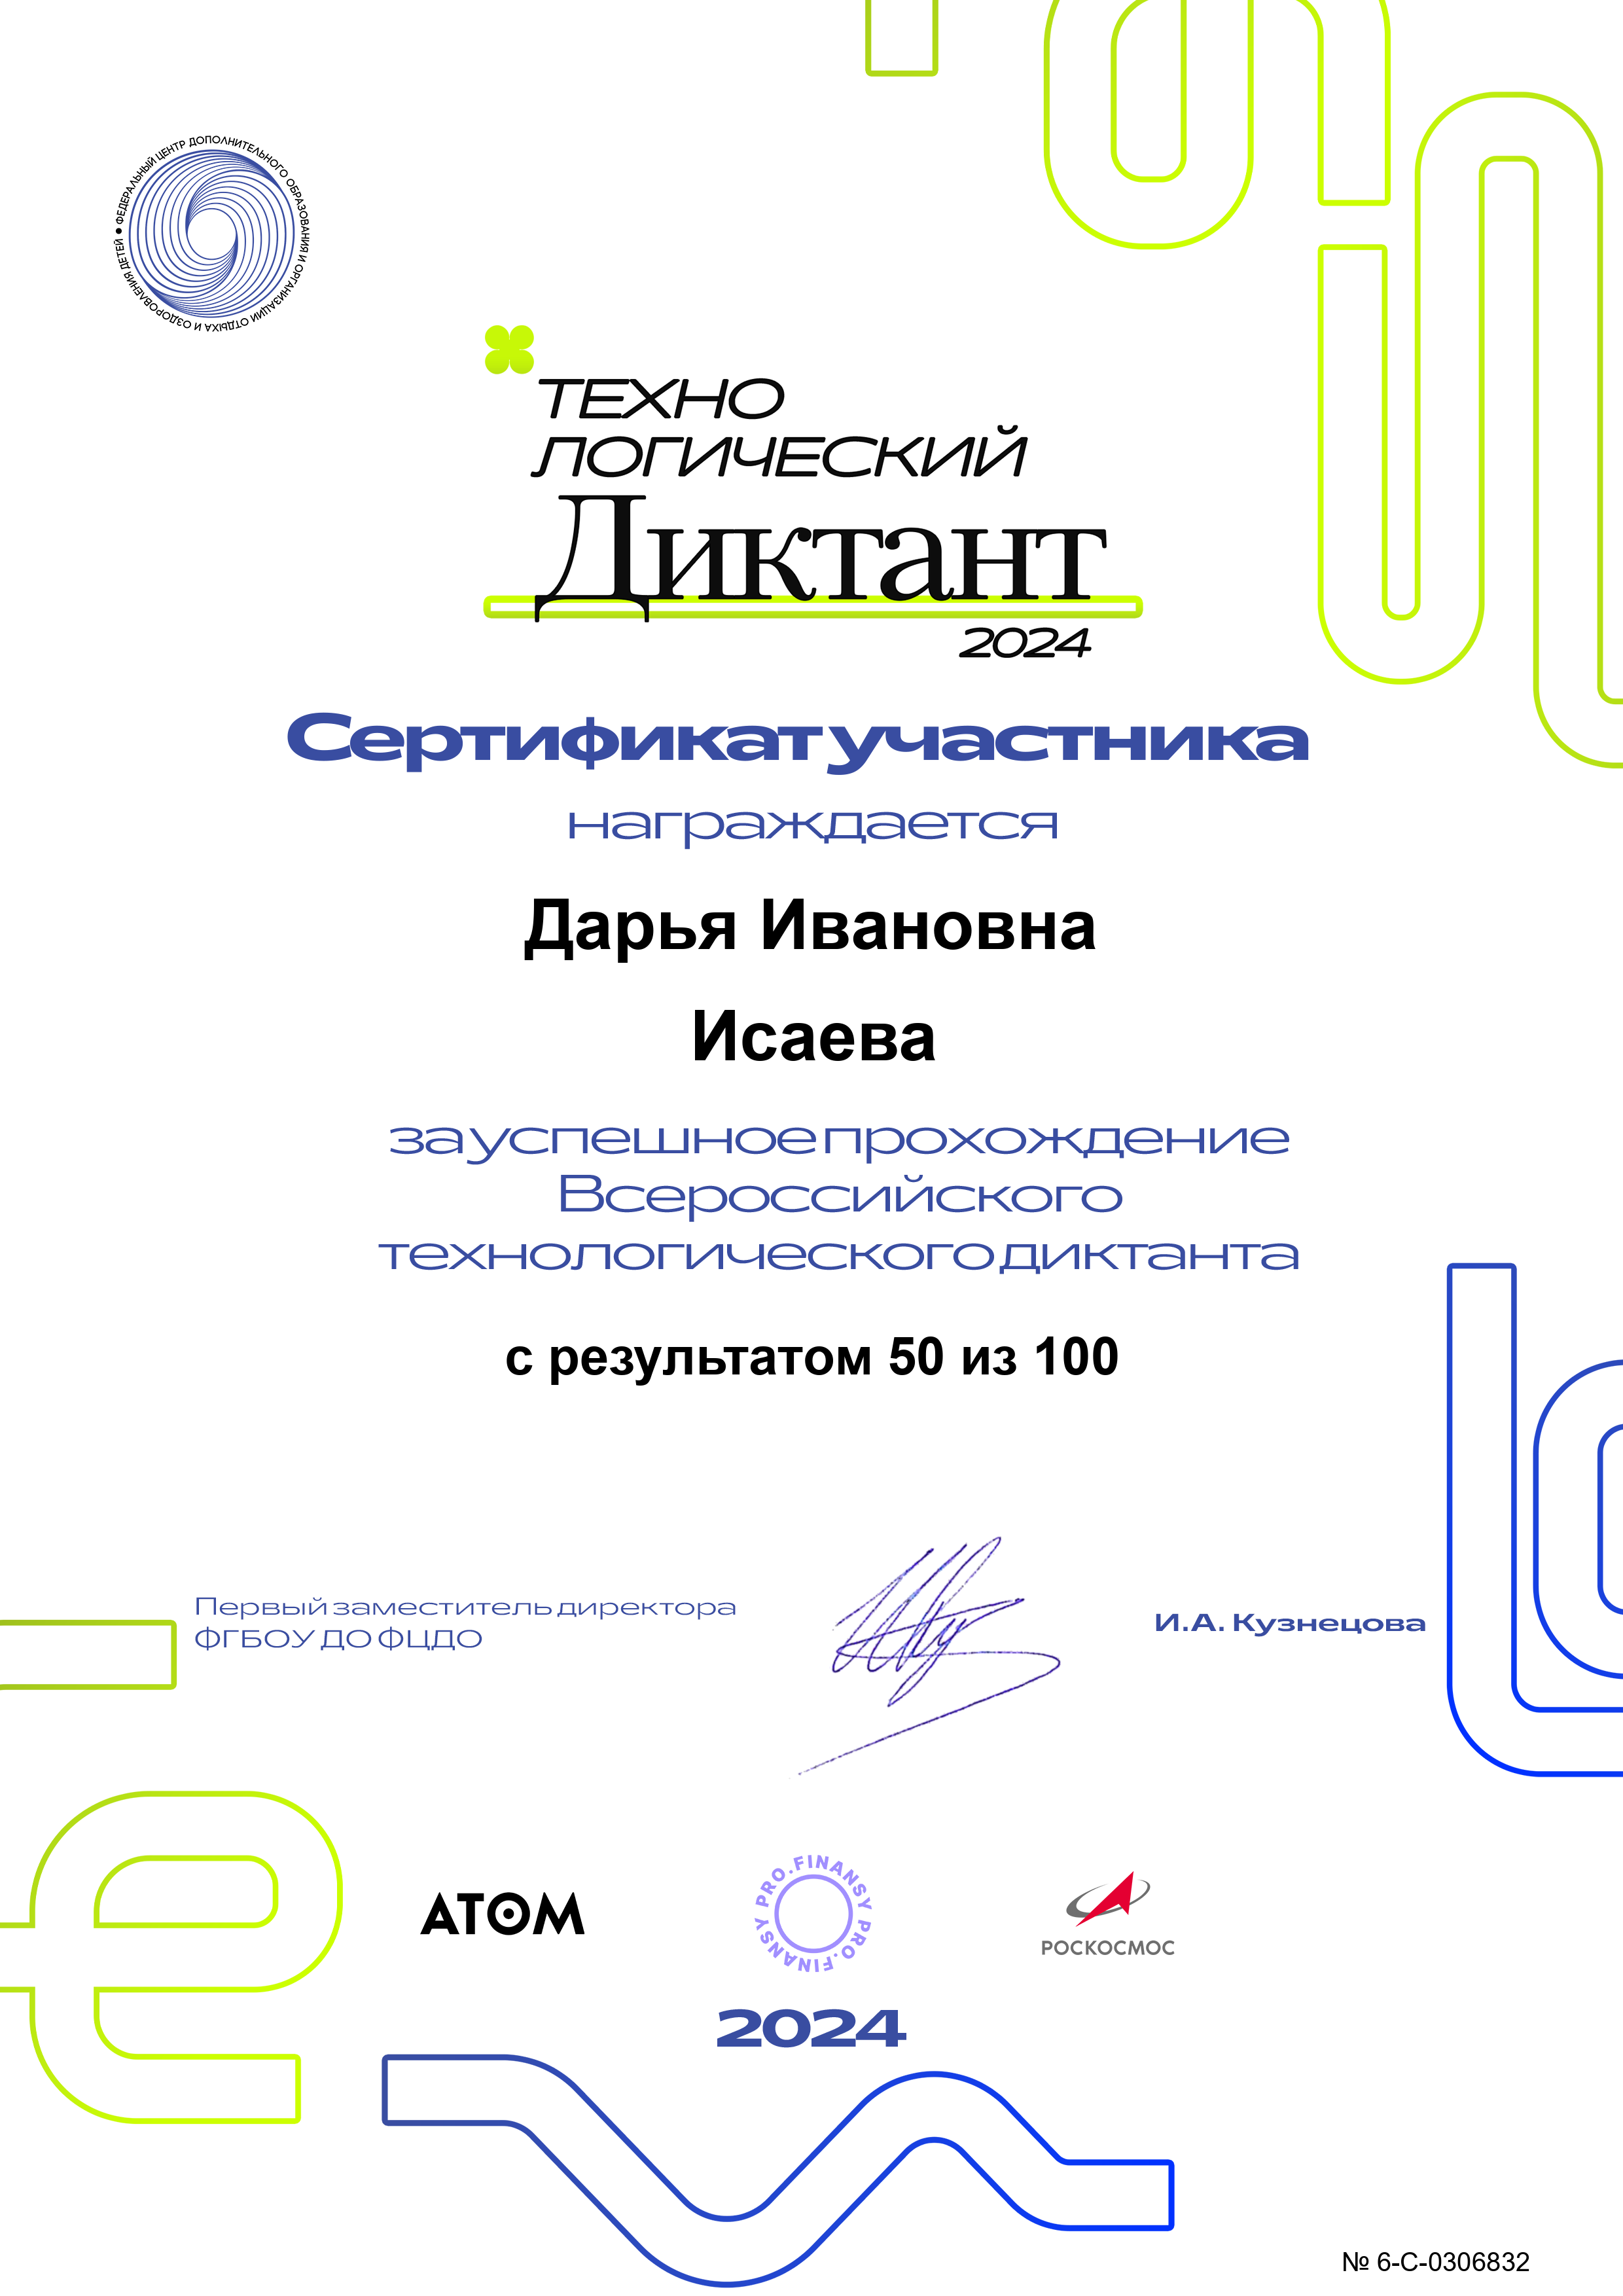 ФЕДЕРАЛЬНЫЙ ЦЕНТР ДОПОЛНИТЕЛЬНОГО ОБРАЗОВАНИЯ И ОРГАНИЗАЦИИ ОТДЫХА И ОЗДОРОВЛЕНИЯ ДЕТЕЙ •
ТЕХНО
ЛОГИЧЕСКИЙ
Диктант
2024
Сертификат участника
награждается
Дарья Ивановна
Исаева
за успешное прохождение
Всероссийского
технологического диктанта
с результатом 50 из 100
Первый заместитель директора
ФГБОУ ДО ФЦДО
И.А. Кузнецова
АТОМ
PRO.FINANSY PRO.FINANSY
РОСКОСМОС
2024
№ 6-С-0306832